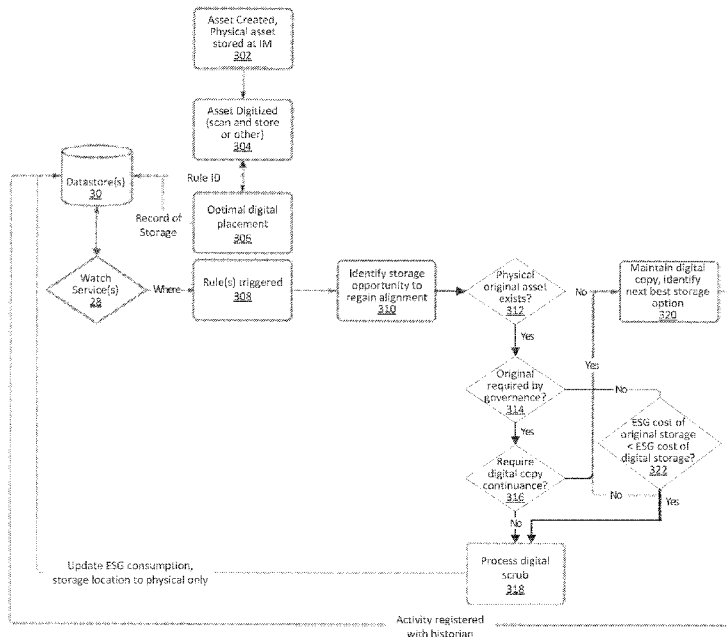 Asset Created,
Physical asset
stored at IM
302
Asset Digitized
(scan and store
or other)
304
Rule ID
Datastore(s)
30
Record of
Storage
Optimal digital
placement
306
Watch
Service(s)
28
Where
Rule(s) triggered
308
Identify storage
opportunity to
regain alignment
310
Physical
original asset
exists?
312
No
Maintain digital
copy, identify
next best storage
option
320
Yes
Original
required by
governance?
314
No
Yes
Yes
ESG cost of
original storage
< ESG cost of
digital storage?
322
Require
digital copy
continuance?
316
No
Yes
No
Process digital
scrub
318
Update ESG consumption,
storage location to physical only
Activity registered
with historian